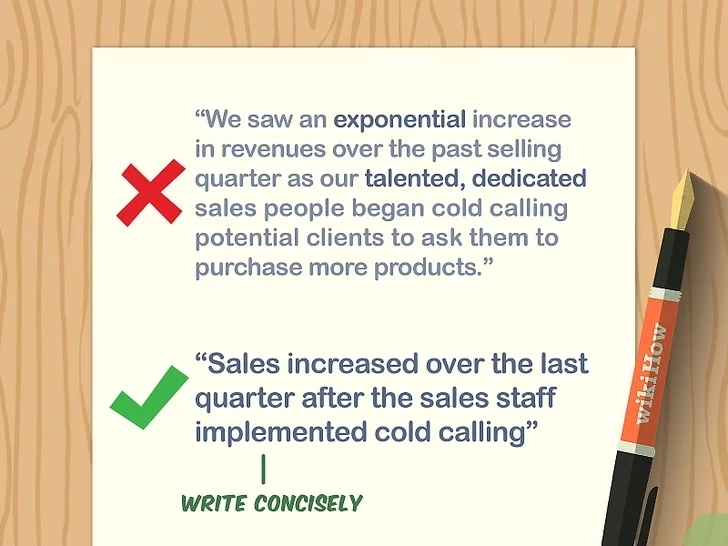 “We saw an exponential increase
in revenues over the past selling
quarter as our talented, dedicated
sales people began cold calling
potential clients to ask them to
purchase more products.”
“Sales increased over the last
quarter after the sales staff
implemented cold calling”
WRITE CONCISELY
wikiHow